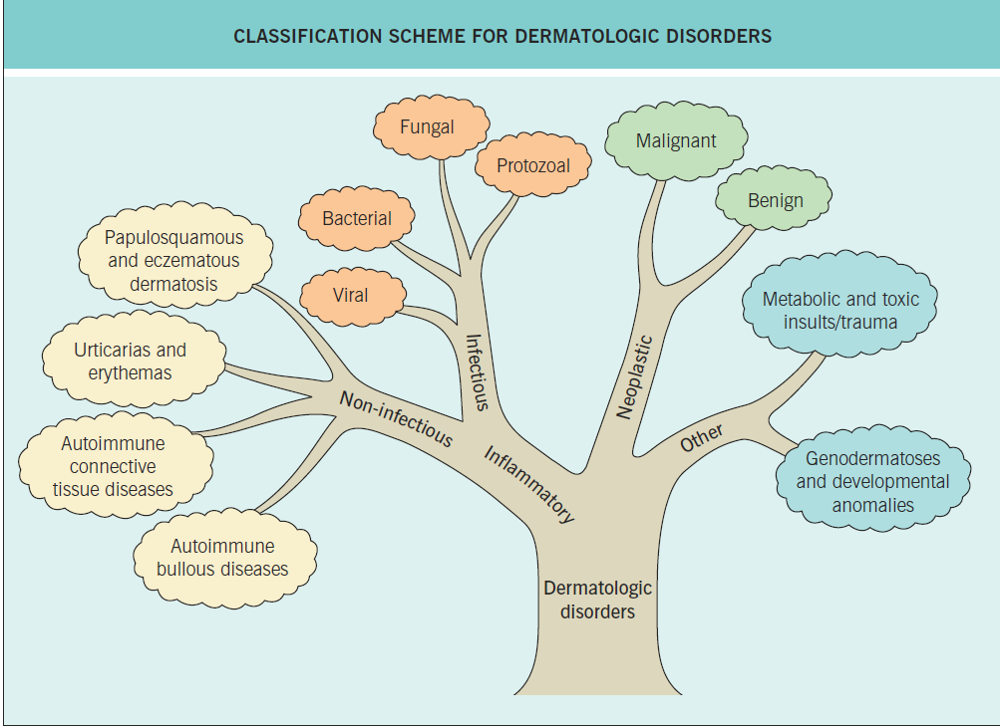 CLASSIFICATION SCHEME FOR DERMATOLOGIC DISORDERS
Fungal
Protozoal
Bacterial
Viral
Malignant
Benign
Papulosquamous
and eczematous
dermatosis
Urticarias and
erythemas
Autoimmune
connective
tissue diseases
Autoimmune
bullous diseases
Metabolic and toxic
insults/trauma
Genodermatoses
and developmental
anomalies
Non-infectious
Infectious
Inflammatory
Neoplastic
Other
Dermatologic
disorders